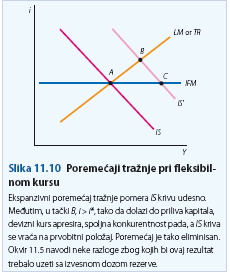 i
LM or TR
B
A
C
IFM
IS'
IS
Y
Slika 11.10 Poremećaji tražnje pri fleksibil-
nom kursu
Ekspanzivni poremećaj tražnje pomera IS krivu udesno.
Međutim, u tački B, i > i*, tako da dolazi do priliva kapitala,
devizni kurs apresira, spoljna konkurentnost pada, a IS kriva
se vraća na prvobitni položaj. Poremećaj je tako eliminisan.
Okvir 11.5 navodi neke razloge zbog kojih bi ovaj rezultat
trebalo uzeti sa izvesnom dozom rezerve.